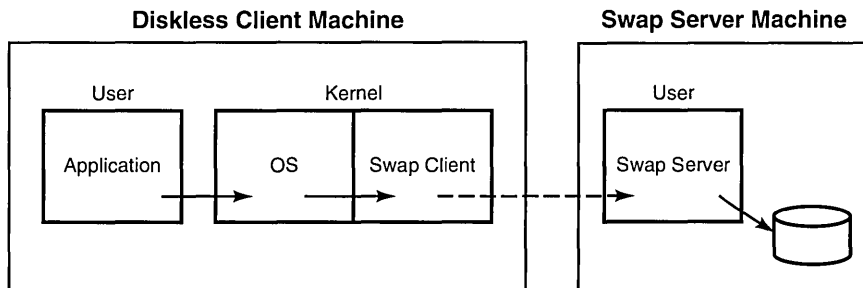 Diskless Client Machine
Swap Server Machine
User
Kernel
User
Application
OS
Swap Client
Swap Server